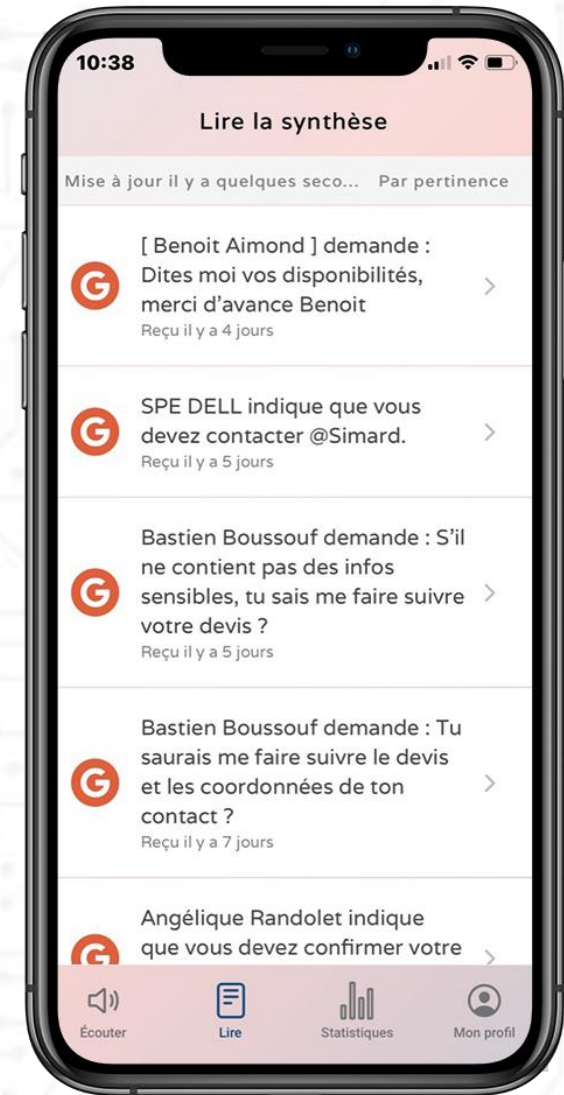 10:38
Lire la synthèse
Mise à jour il y a quelques seco... Par pertinence
[ Benoit Aimond ] demande :
Dites moi vos disponibilités,
merci d'avance Benoit
Reçu il y a 4 jours
G
SPE DELL indique que vous
devez contacter @Simard.
Reçu il y a 5 jours
G
Bastien Boussouf demande : S'il
ne contient pas des infos
sensibles, tu sais me faire suivre
votre devis ?
Reçu il y a 5 jours
G
Bastien Boussouf demande : Tu
saurais me faire suivre le devis
et les coordonnées de ton
contact ?
Reçu il y a 7 jours
G
Angélique Randolet indique
que vous devez confirmer votre
G
Écouter Lire Statistiques Mon profil